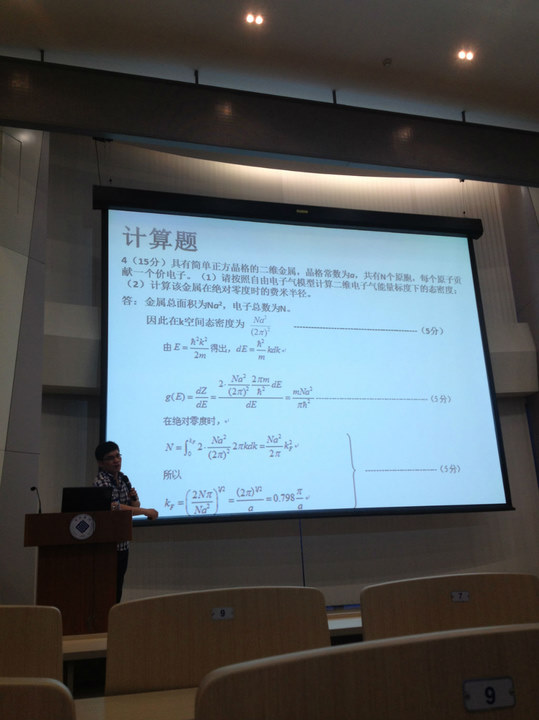 计算题
4（15分）具有简单正方晶格的二维金属，晶格常数为a，共有N个原胞，每个原子贡
献一个价电子。（1）请按照自由电子气模型计算二维电子气能量标度下的态密度；
（2）计算该金属在绝对零度时的费米半径。
答： 金属总面积为Na²，电子总数为N。
因此在k空间态密度为 Na²/(2π)² ----------（5分）
由 E = ħ²k²/2m 得出，dE = ħ²/m kdk
g(E) = dZ/dE = (2·Na²/(2π)² 2πm/ħ² dE)/dE = mNa²/πħ² ----------（5分）
在绝对零度时，
N = ∫₀^{k_F} 2·Na²/(2π)² 2πkdk = Na²/2π k_F²
所以 ----------（5分）
k_F = (2Nπ/Na²)^{1/2} = (2π)^{1/2}/a = 0.798 π/a
9
7
9